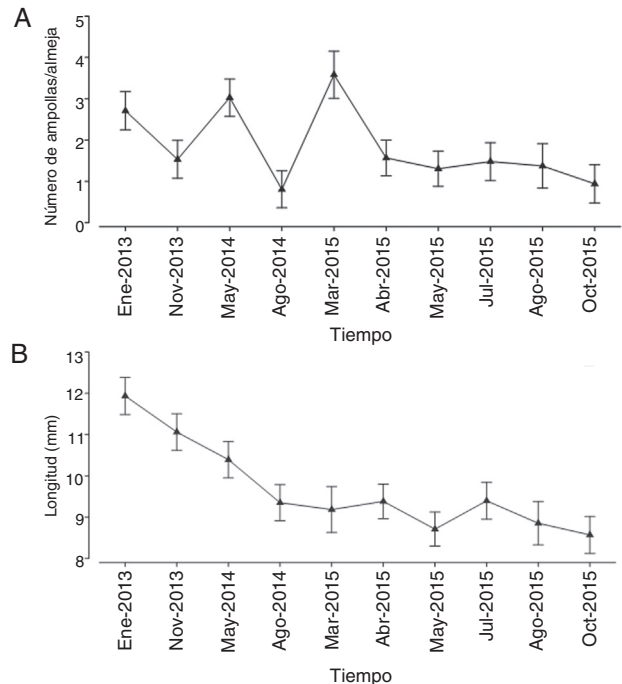 A
Número de ampollas/almeja
5
4
3
2
1
0
Ene-2013
Nov-2013
May-2014
Ago-2014
Mar-2015
Abr-2015
May-2015
Jul-2015
Ago-2015
Oct-2015
Tiempo
B
Longitud (mm)
13
12
11
10
9
8
Ene-2013
Nov-2013
May-2014
Ago-2014
Mar-2015
Abr-2015
May-2015
Jul-2015
Ago-2015
Oct-2015
Tiempo